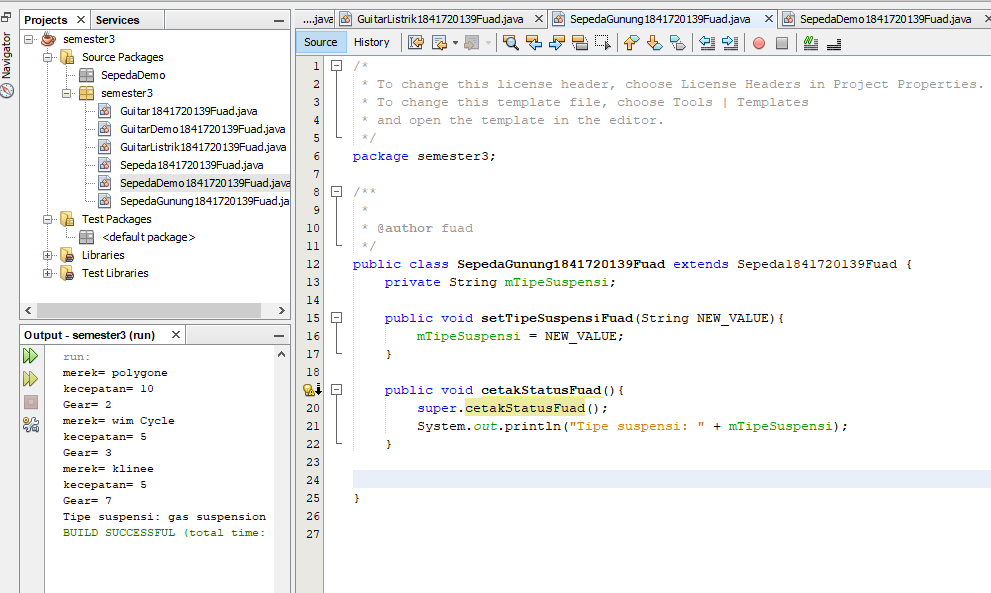 Projects
Services
Navigator
semester3
Source Packages
SepedaDemo
semester3
Guitar1841720139Fuad.java
GuitarDemo1841720139Fuad.java
GuitarListrik1841720139Fuad.java
Sepeda1841720139Fuad.java
SepedaDemo1841720139Fuad.java
SepedaGunung1841720139Fuad.ja
Test Packages
<default package>
Libraries
Test Libraries
Output - semester3 (run)
run:
merek= polygone
kecepatan= 10
Gear= 2
merek= wim Cycle
kecepatan= 5
Gear= 3
merek= klinee
kecepatan= 5
Gear= 7
Tipe suspensi: gas suspension
BUILD SUCCESSFUL (total time:
...java
GuitarListrik1841720139Fuad.java
SepedaGunung1841720139Fuad.java
SepedaDemo1841720139Fuad.java
Source
History
1 /*
2 * To change this license header, choose License Headers in Project Properties.
3 * To change this template file, choose Tools | Templates
4 * and open the template in the editor.
5 */
6 package semester3;
7
8 /**
9 *
10 * @author fuad
11 */
12 public class SepedaGunung1841720139Fuad extends Sepeda1841720139Fuad {
13 private String mTipeSuspensi;
14
15 public void setTipeSuspensiFuad(String NEW_VALUE){
16 mTipeSuspensi = NEW_VALUE;
17 }
18
public void cetakStatusFuad(){
20 super.cetakStatusFuad();
21 System.out.println("Tipe suspensi: " + mTipeSuspensi);
22 }
23
24
25 }
26
27